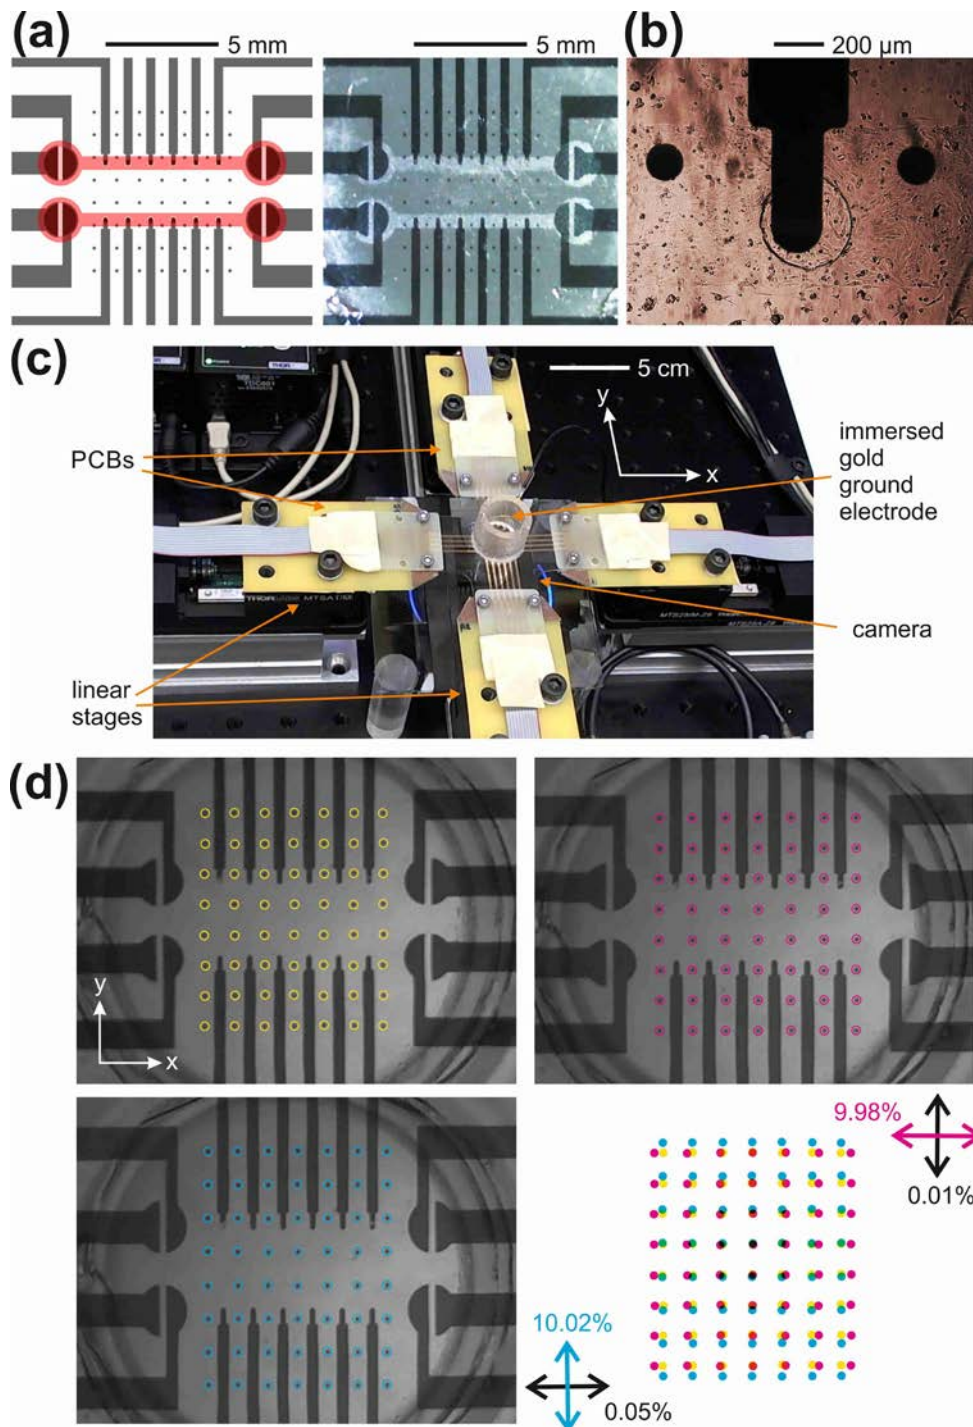 (a)
5 mm
5 mm
(b)
200 µm
(c)
5 cm
y
x
PCBs
immersed
gold
ground
electrode
camera
linear
stages
(d)
y
x
9.98%
0.01%
10.02%
0.05%